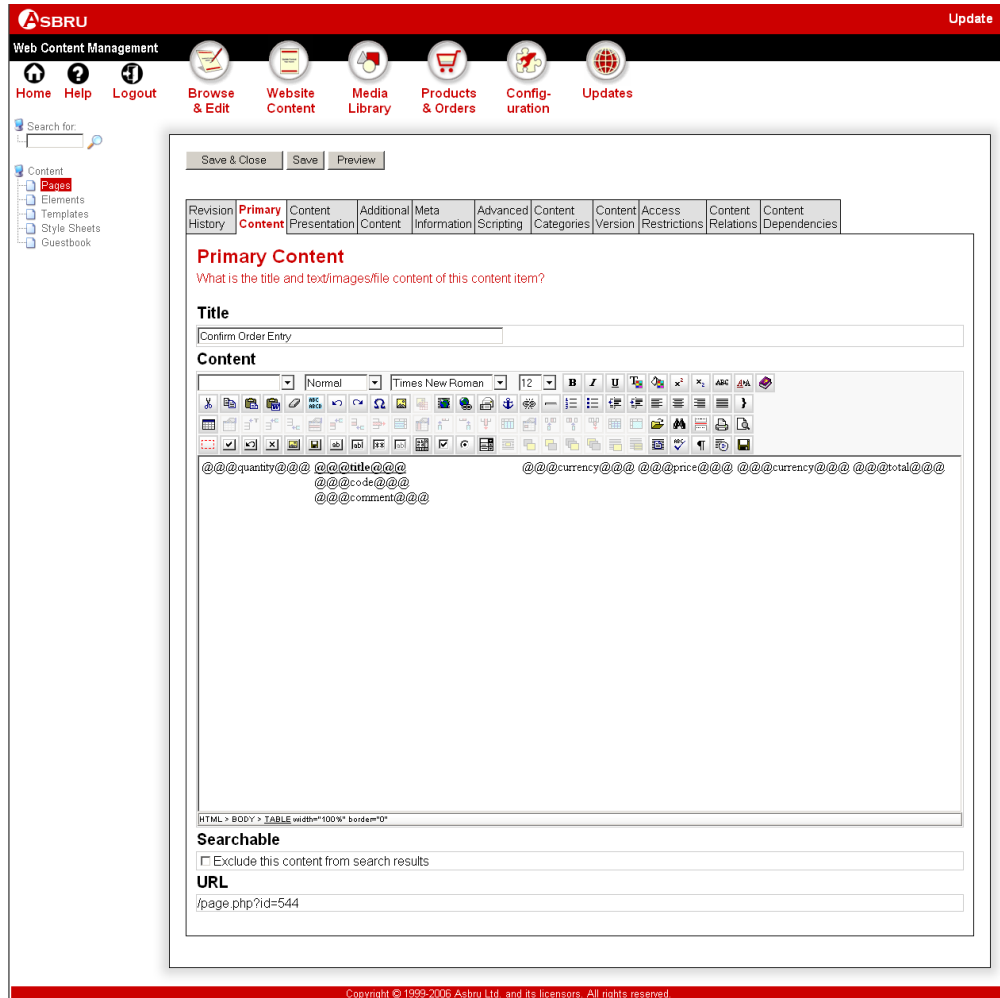 ASBRU
Update
Web Content Management
Home Help Logout
Browse & Edit
Website Content
Media Library
Products & Orders
Config-uration
Updates
Search for:
Content
Pages
Elements
Templates
Style Sheets
Guestbook
Save & Close Save Preview
Revision History
Primary Content
Content Presentation
Additional Content
Meta Information
Advanced Scripting
Content Categories
Content Version
Access Restrictions
Content Relations
Content Dependencies
Primary Content
What is the title and text/images/file content of this content item?
Title
Confirm Order Entry
Content
Normal Times New Roman 12
@@@quantity@@@ @@@title@@@ @@@currency@@@ @@@price@@@ @@@currency@@@ @@@total@@@
@@@code@@@
@@@comment@@@
HTML > BODY > TABLE width="100%" border="0"
Searchable
Exclude this content from search results
URL
/page.php?id=544
Copyright © 1999-2006 Asbru Ltd. and its licensors. All rights reserved.